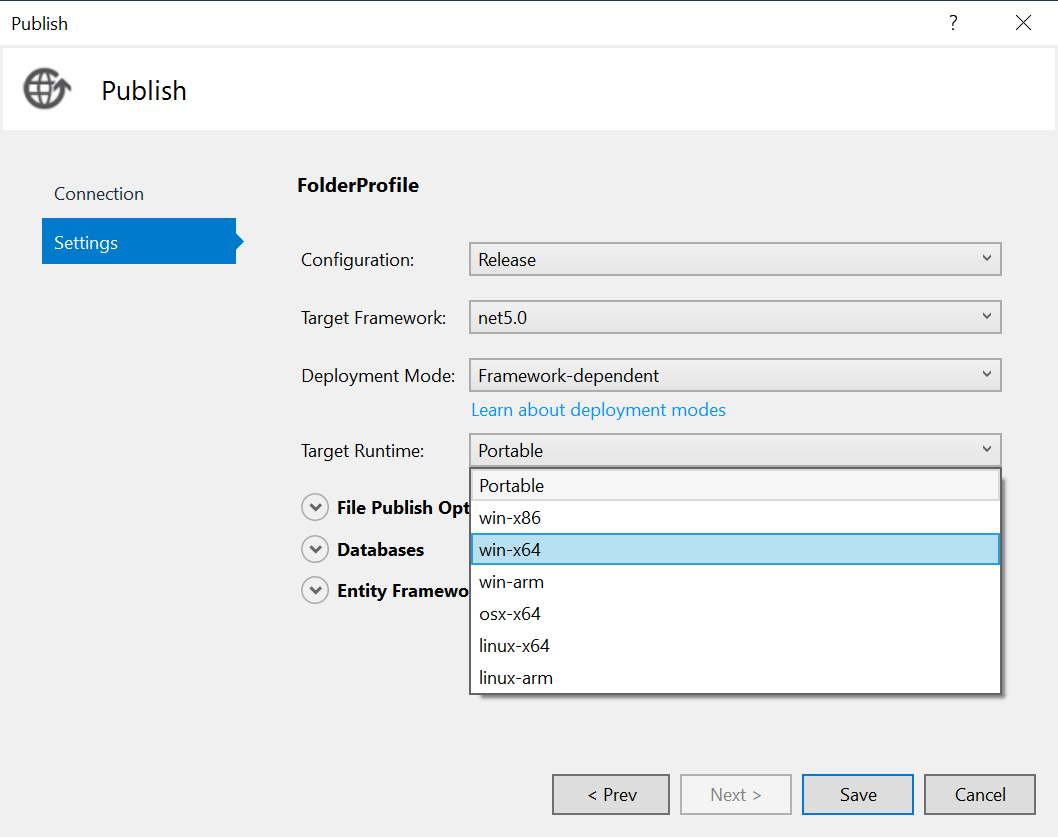 Publish
?
Publish
Connection
Settings
FolderProfile
Configuration: Release
Target Framework: net5.0
Deployment Mode: Framework-dependent
Learn about deployment modes
Target Runtime: Portable
Portable
win-x86
win-x64
win-arm
osx-x64
linux-x64
linux-arm
File Publish Opt
Databases
Entity Framewo
< Prev
Next >
Save
Cancel